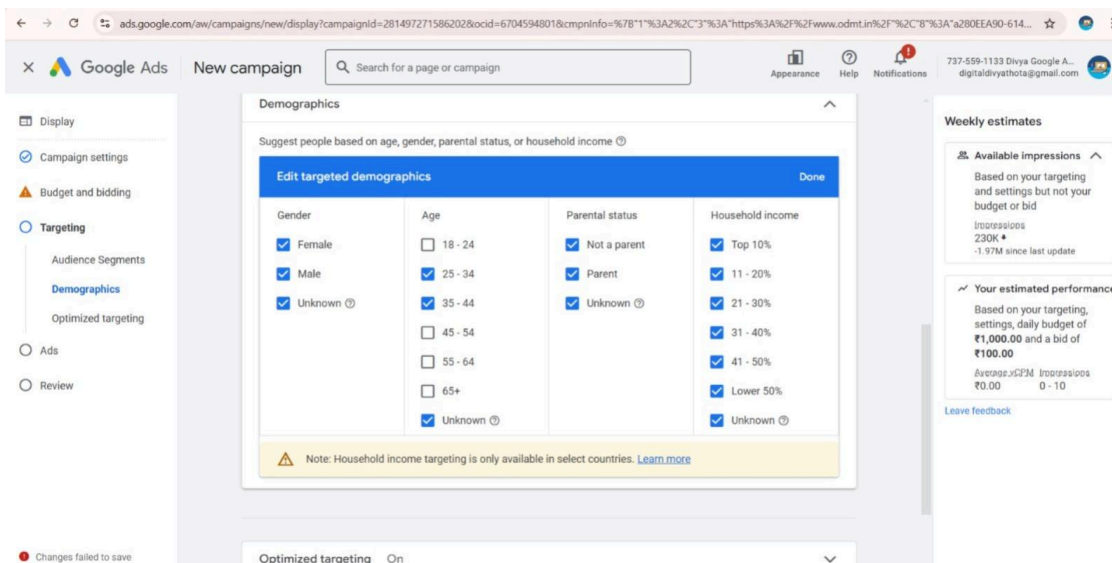 ads.google.com/aw/campaigns/new/display?campaignId=281497271586202&ocid=6704594801&cmpnInfo=%7B"1"%3A2%2C"3"%3A"https%3A%2F%2Fwww.odmt.in%2F"%2C"8"%3A"a280EEA90-614...
Google Ads
New campaign
Search for a page or campaign
Appearance
Help
Notifications
737-559-1133 Divya Google A...
digitaldivyathota@gmail.com
Display
Campaign settings
Budget and bidding
Targeting
Audience Segments
Demographics
Optimized targeting
Ads
Review
Changes failed to save
Demographics
Suggest people based on age, gender, parental status, or household income
Edit targeted demographics
Done
Gender
Female
Male
Unknown
Age
18 - 24
25 - 34
35 - 44
45 - 54
55 - 64
65+
Unknown
Parental status
Not a parent
Parent
Unknown
Household income
Top 10%
11 - 20%
21 - 30%
31 - 40%
41 - 50%
Lower 50%
Unknown
Note: Household income targeting is only available in select countries. Learn more
Optimized targeting On
Weekly estimates
Available impressions
Based on your targeting
and settings but not your
budget or bid
Impressions
230K
-1.97M since last update
Your estimated performance
Based on your targeting,
settings, daily budget of
₹1,000.00 and a bid of
₹100.00
Average vCPM Impressions
₹0.00 0 - 10
Leave feedback